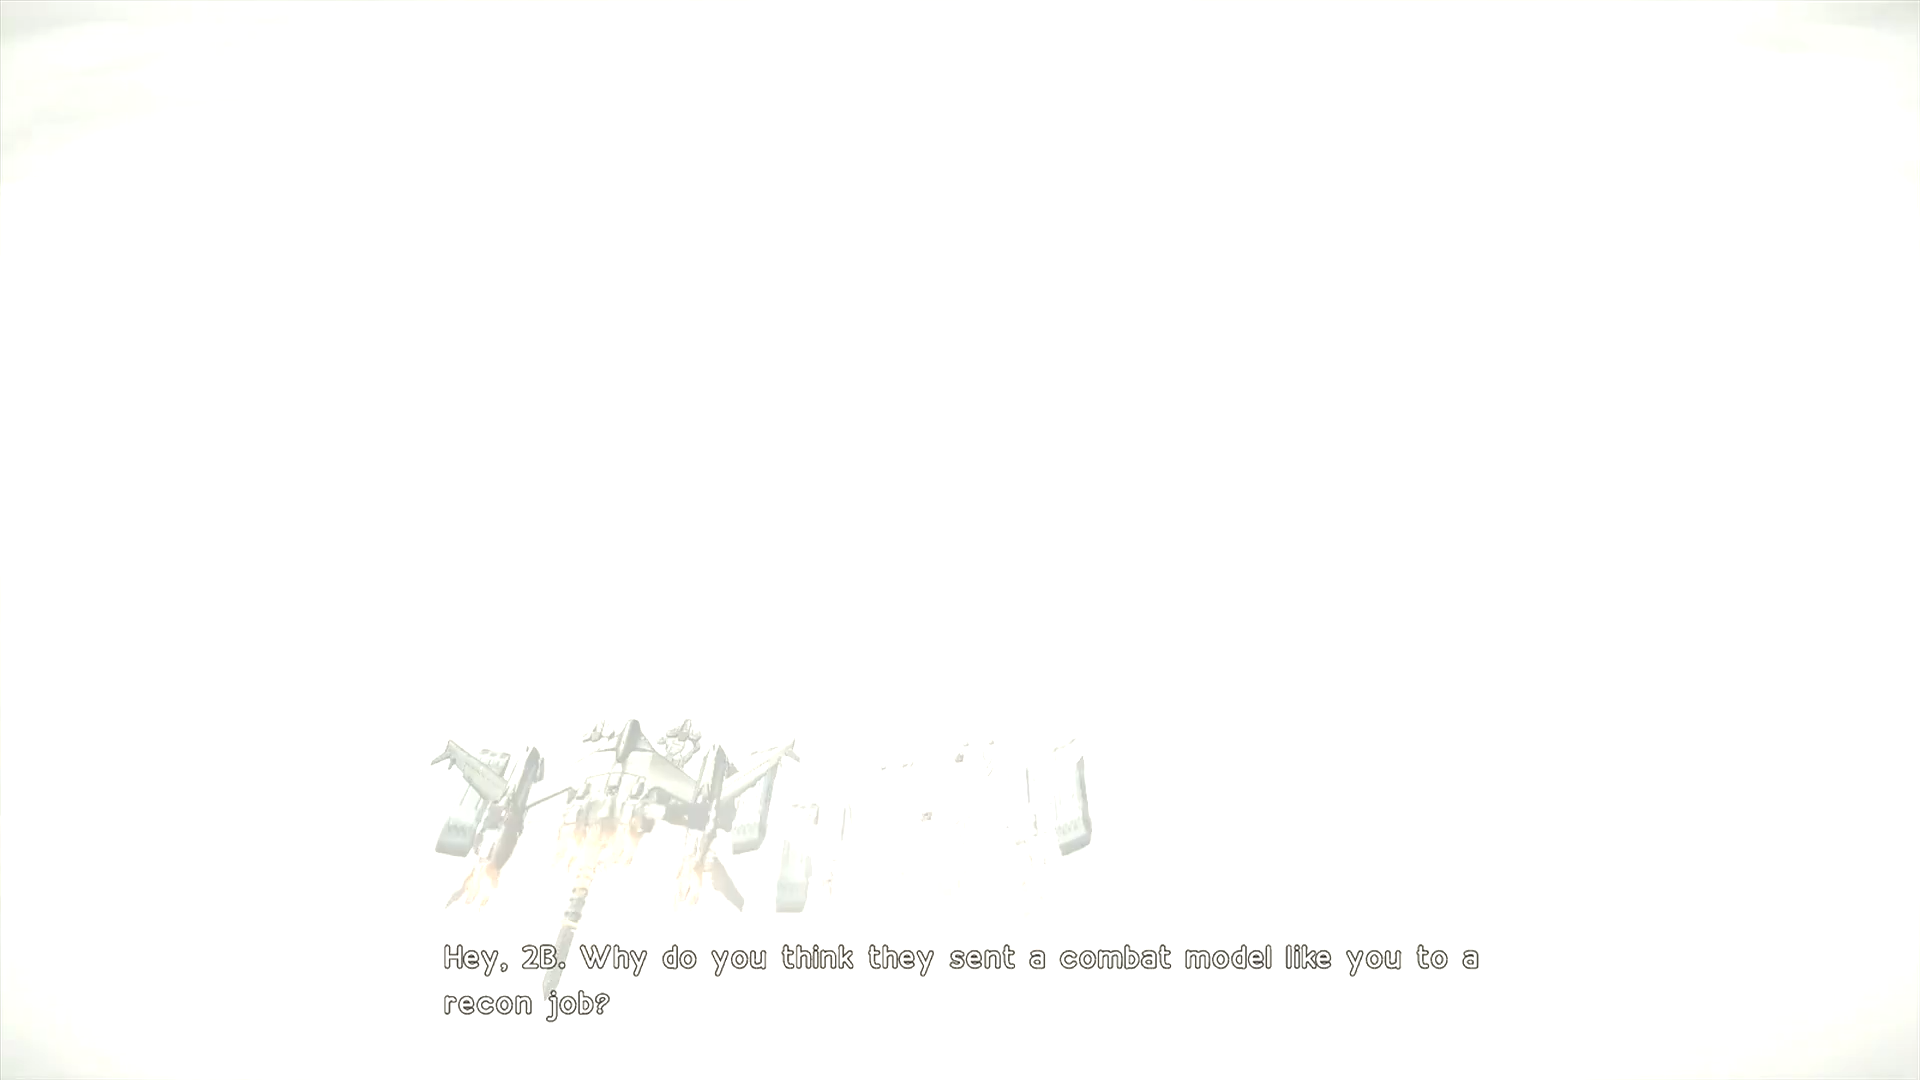 Hey, 2B. Why do you think they sent a combat model like you to a
recon job?